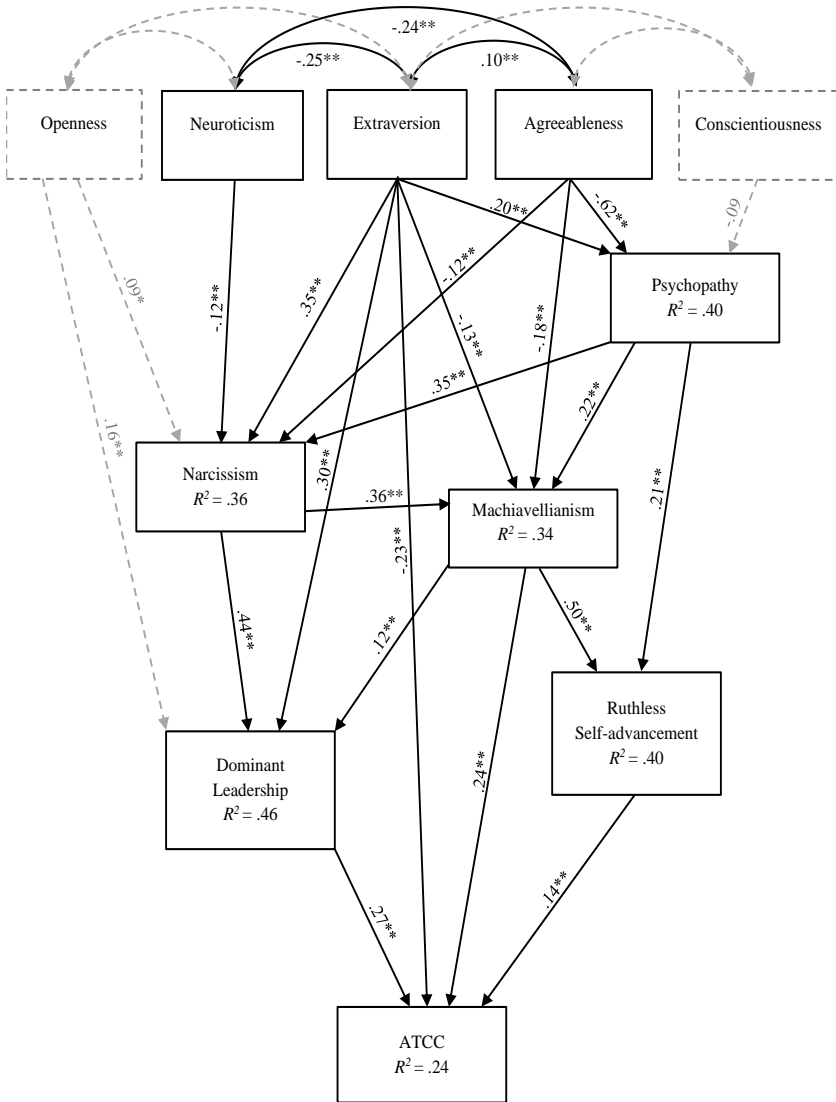 -.24**
-.25**
.10**
Openness
Neuroticism
Extraversion
Agreeableness
Conscientiousness
.20**
-.62**
-.09
.09*
-.12**
.35**
-.12**
-.13**
-.18**
Psychopathy
R² = .40
.35**
.22**
.16**
.30**
.21**
Narcissism
R² = .36
.36**
Machiavellianism
R² = .34
-.23**
.44**
.12**
.50**
Ruthless
Self-advancement
R² = .40
Dominant
Leadership
R² = .46
.24**
.27**
.14**
ATCC
R² = .24